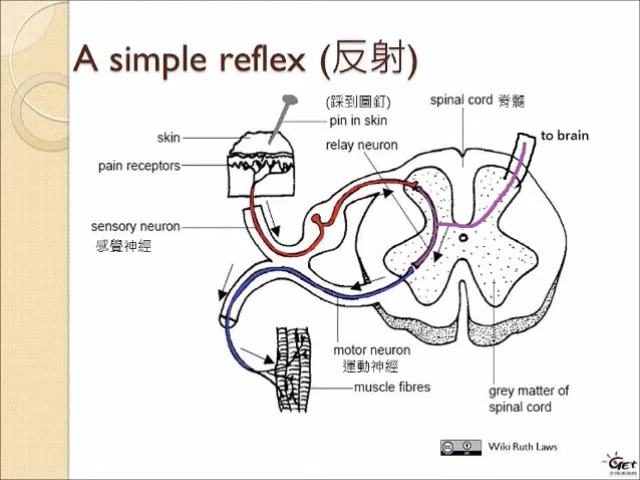 A simple reflex (反射)
(踩到圖釘)
pin in skin
spinal cord 脊髓
to brain
skin
relay neuron
pain receptors
sensory neuron
感覺神經
motor neuron
運動神經
muscle fibres
grey matter of
spinal cord
Wiki Ruth Laws
GET